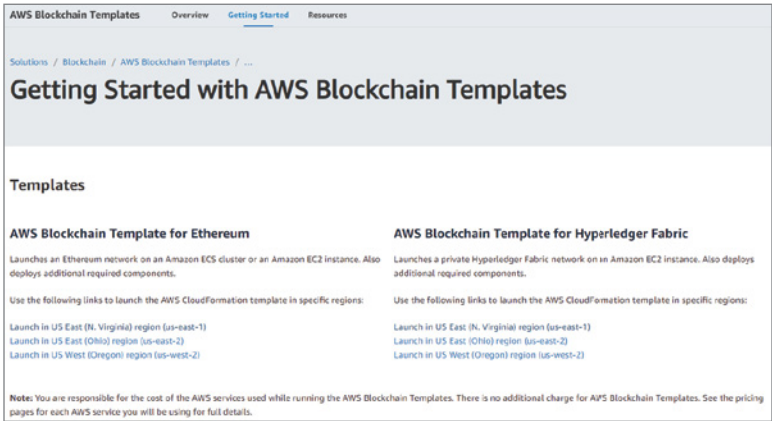 AWS Blockchain Templates Overview Getting Started Resources
Solutions / Blockchain / AWS Blockchain Templates / ...
Getting Started with AWS Blockchain Templates
Templates
AWS Blockchain Template for Ethereum
Launches an Ethereum network on an Amazon ECS cluster or an Amazon EC2 instance. Also
deploys additional required components.
Use the following links to launch the AWS CloudFormation template in specific regions:
Launch in US East (N. Virginia) region (us-east-1)
Launch in US East (Ohio) region (us-east-2)
Launch in US West (Oregon) region (us-west-2)
AWS Blockchain Template for Hyperledger Fabric
Launches a private Hyperledger Fabric network on an Amazon EC2 instance. Also deploys
additional required components.
Use the following links to launch the AWS CloudFormation template in specific regions:
Launch in US East (N. Virginia) region (us-east-1)
Launch in US East (Ohio) region (us-east-2)
Launch in US West (Oregon) region (us-west-2)
Note: You are responsible for the cost of the AWS services used while running the AWS Blockchain Templates. There is no additional charge for AWS Blockchain Templates. See the pricing
pages for each AWS service you will be using for full details.